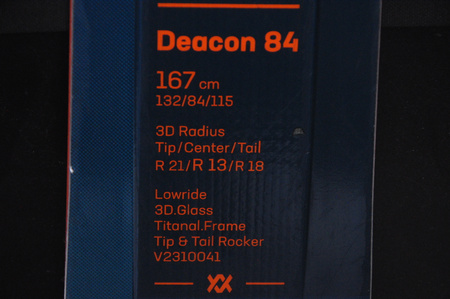 Deacon 84
167 cm
132/84/115
3D Radius
Tip/Center/Tail
R 21/R 13/R 18
Lowride
3D.Glass
Titanal.Frame
Tip & Tail Rocker
V2310041